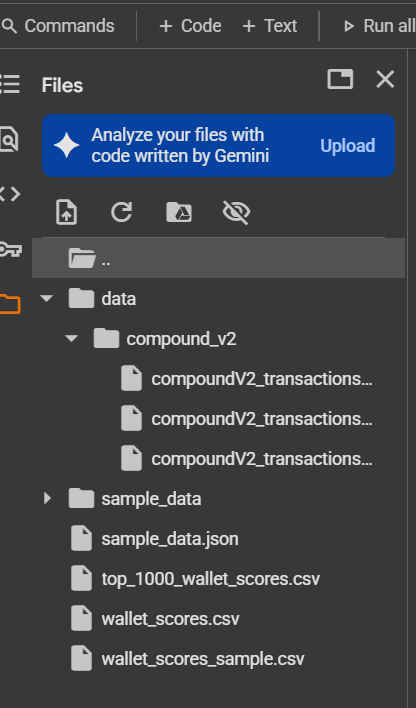 Commands + Code + Text Run all
Files
Analyze your files with
code written by Gemini
Upload
..
data
compound_v2
compoundV2_transactions...
compoundV2_transactions...
compoundV2_transactions...
sample_data
sample_data.json
top_1000_wallet_scores.csv
wallet_scores.csv
wallet_scores_sample.csv